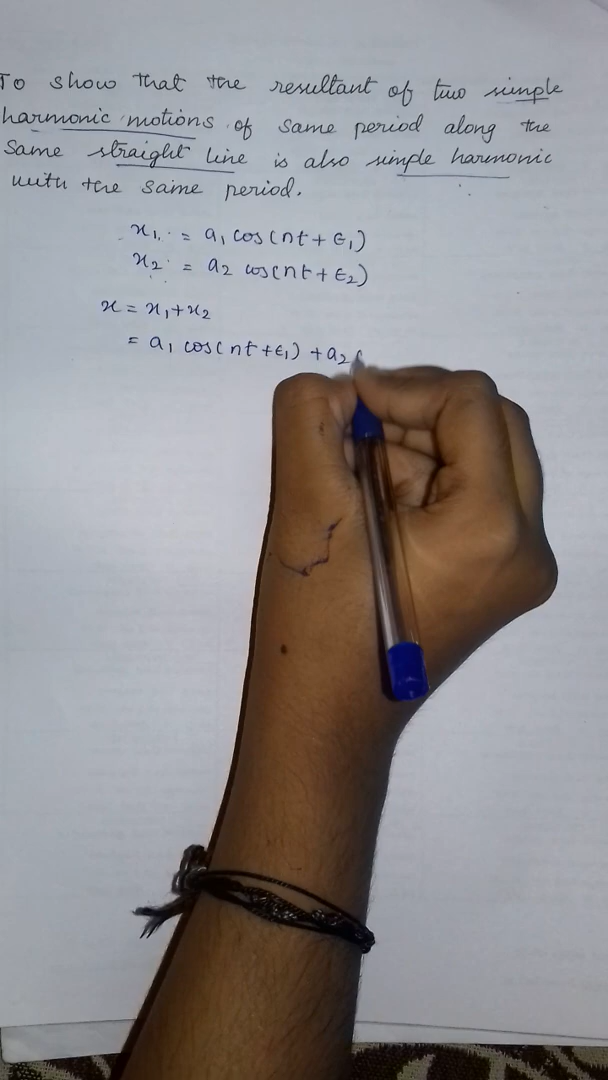 To show that the resultant of two simple
harmonic motions of same period along the
same straight line is also simple harmonic
with the same period.
x₁ = a₁ cos(nt + ε₁)
x₂ = a₂ cos(nt + ε₂)
x = x₁ + x₂
= a₁ cos(nt + ε₁) + a₂